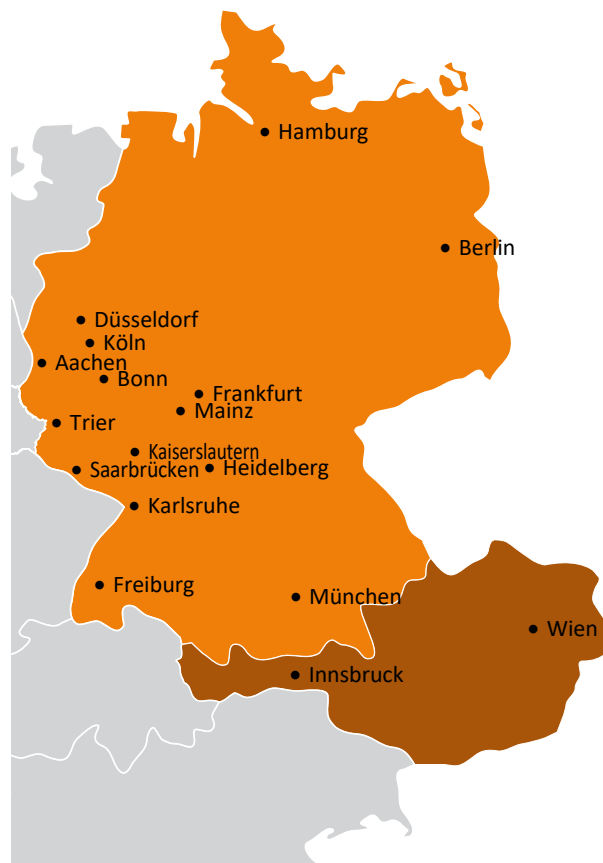 Hamburg
Berlin
Düsseldorf
Köln
Aachen
Bonn
Frankfurt
Mainz
Trier
Kaiserslautern
Saarbrücken
Heidelberg
Karlsruhe
Freiburg
München
Wien
Innsbruck